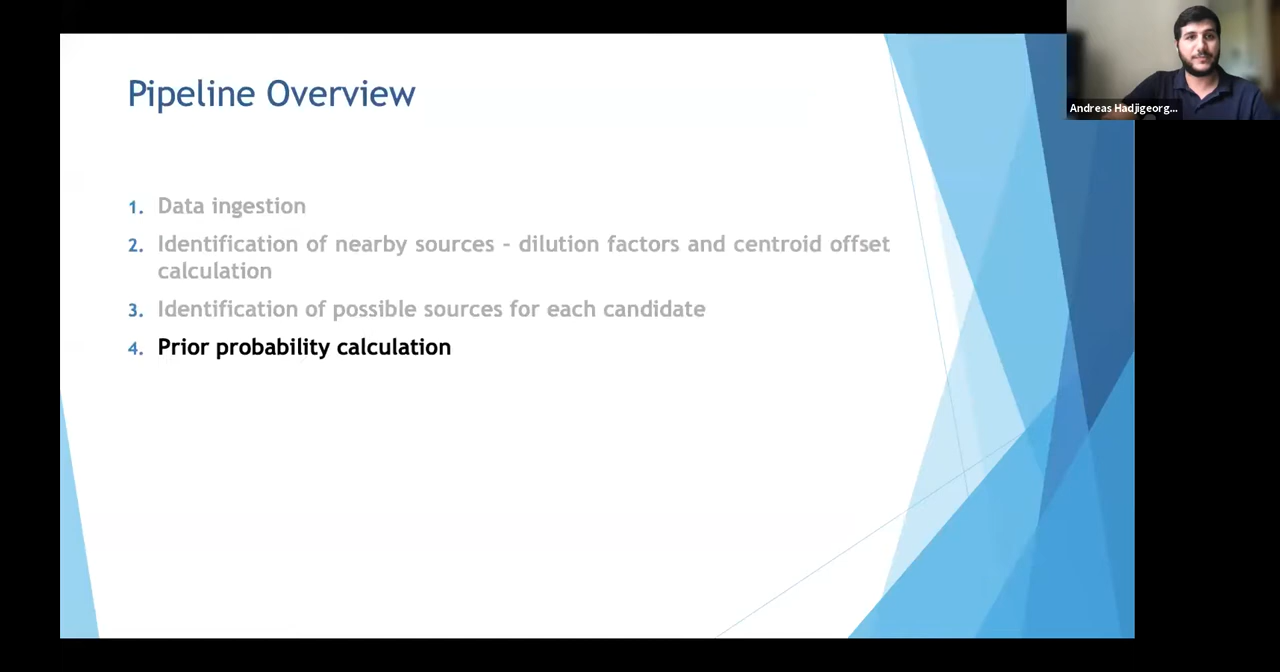 Pipeline Overview
Andreas Hadjigeorg...
1. Data ingestion
2. Identification of nearby sources – dilution factors and centroid offset
calculation
3. Identification of possible sources for each candidate
4. Prior probability calculation